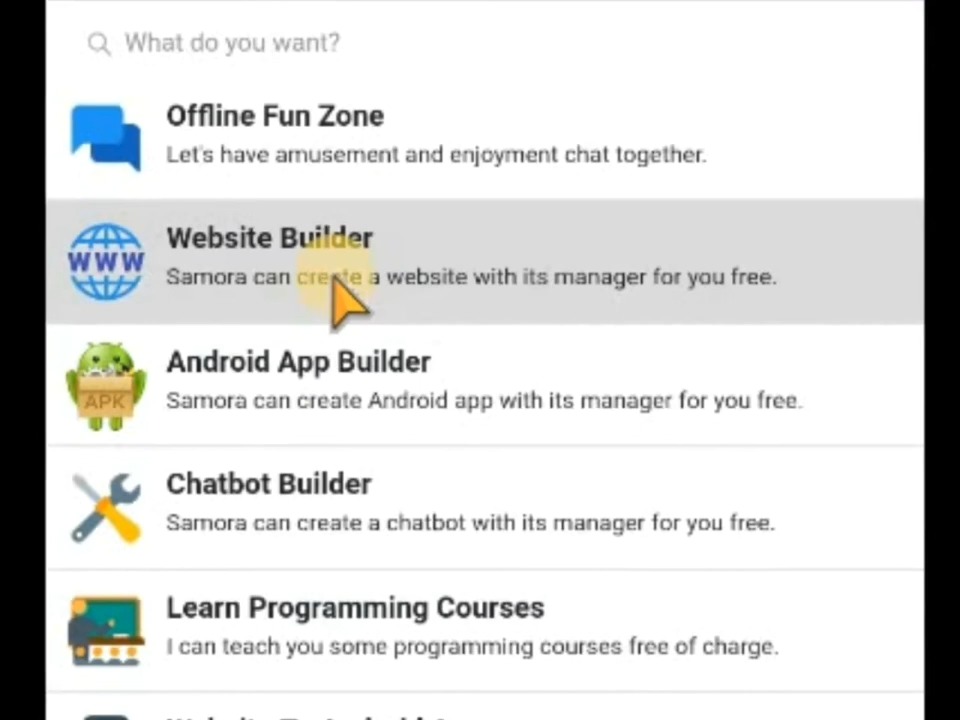 What do you want?
Offline Fun Zone
Let's have amusement and enjoyment chat together.
Website Builder
WWW
Samora can create a website with its manager for you free.
Android App Builder
APK
Samora can create Android app with its manager for you free.
Chatbot Builder
Samora can create a chatbot with its manager for you free.
Learn Programming Courses
I can teach you some programming courses free of charge.